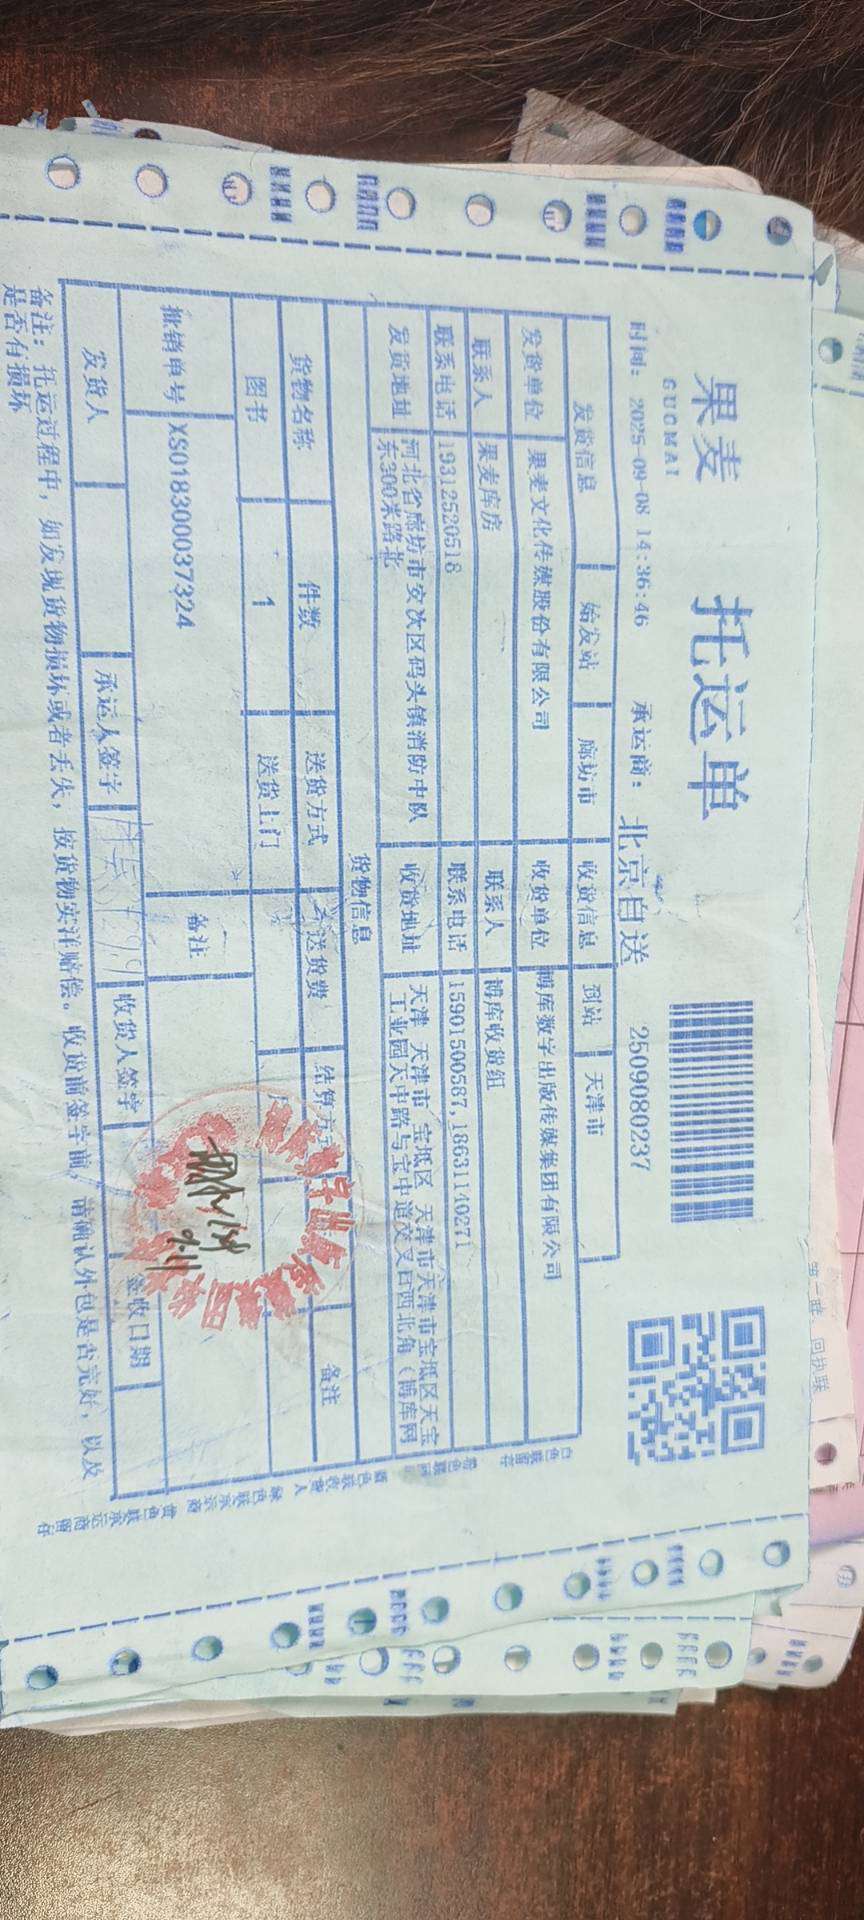 果麦
GUOMAI
托运单
时间: 2025-09-08 14:36:46 承运商: 北京自送 2509080237
发货信息 始发站 廊坊市 收货信息 到站 天津市
发货单位 果麦文化传媒股份有限公司 收货单位 博库数字出版传媒集团有限公司
联系人 果麦库房 联系人 博库收货组
联系电话 19312520518 联系电话 15901500587,18631140271
发货地址 河北省廊坊市安次区码头镇消防中队
东300米路北
收货地址 天津 天津市 宝坻区 天津市天津市宝坻区天宝
工业园天中路与宝中道交叉口西北角(博库网
货物信息
货物名称 件数 送货方式 送货费 结算方式 备注
图书 1 送货上门
批销单号 XS018300037324 备注
发货人 承运人签字 收货人签字 签收日期
9.11
备注: 托运过程中, 如发现货物损坏或者丢失, 按货物实洋赔偿。收货前签字前, 请确认外包是否完好, 以及
是否有损坏
第一联 回执联